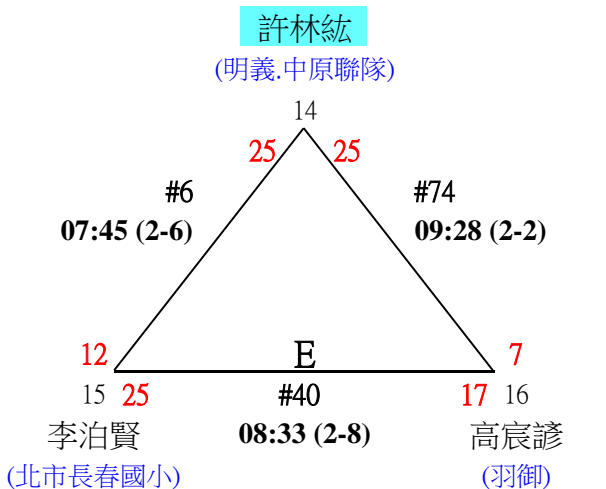 許林紘
(明義.中原聯隊)
14
25 25
#6 #74
07:45 (2-6) 09:28 (2-2)
12 E 7
15 25 #40 17 16
李泊賢 08:33 (2-8) 高宸諺
(北市長春國小) (羽御)